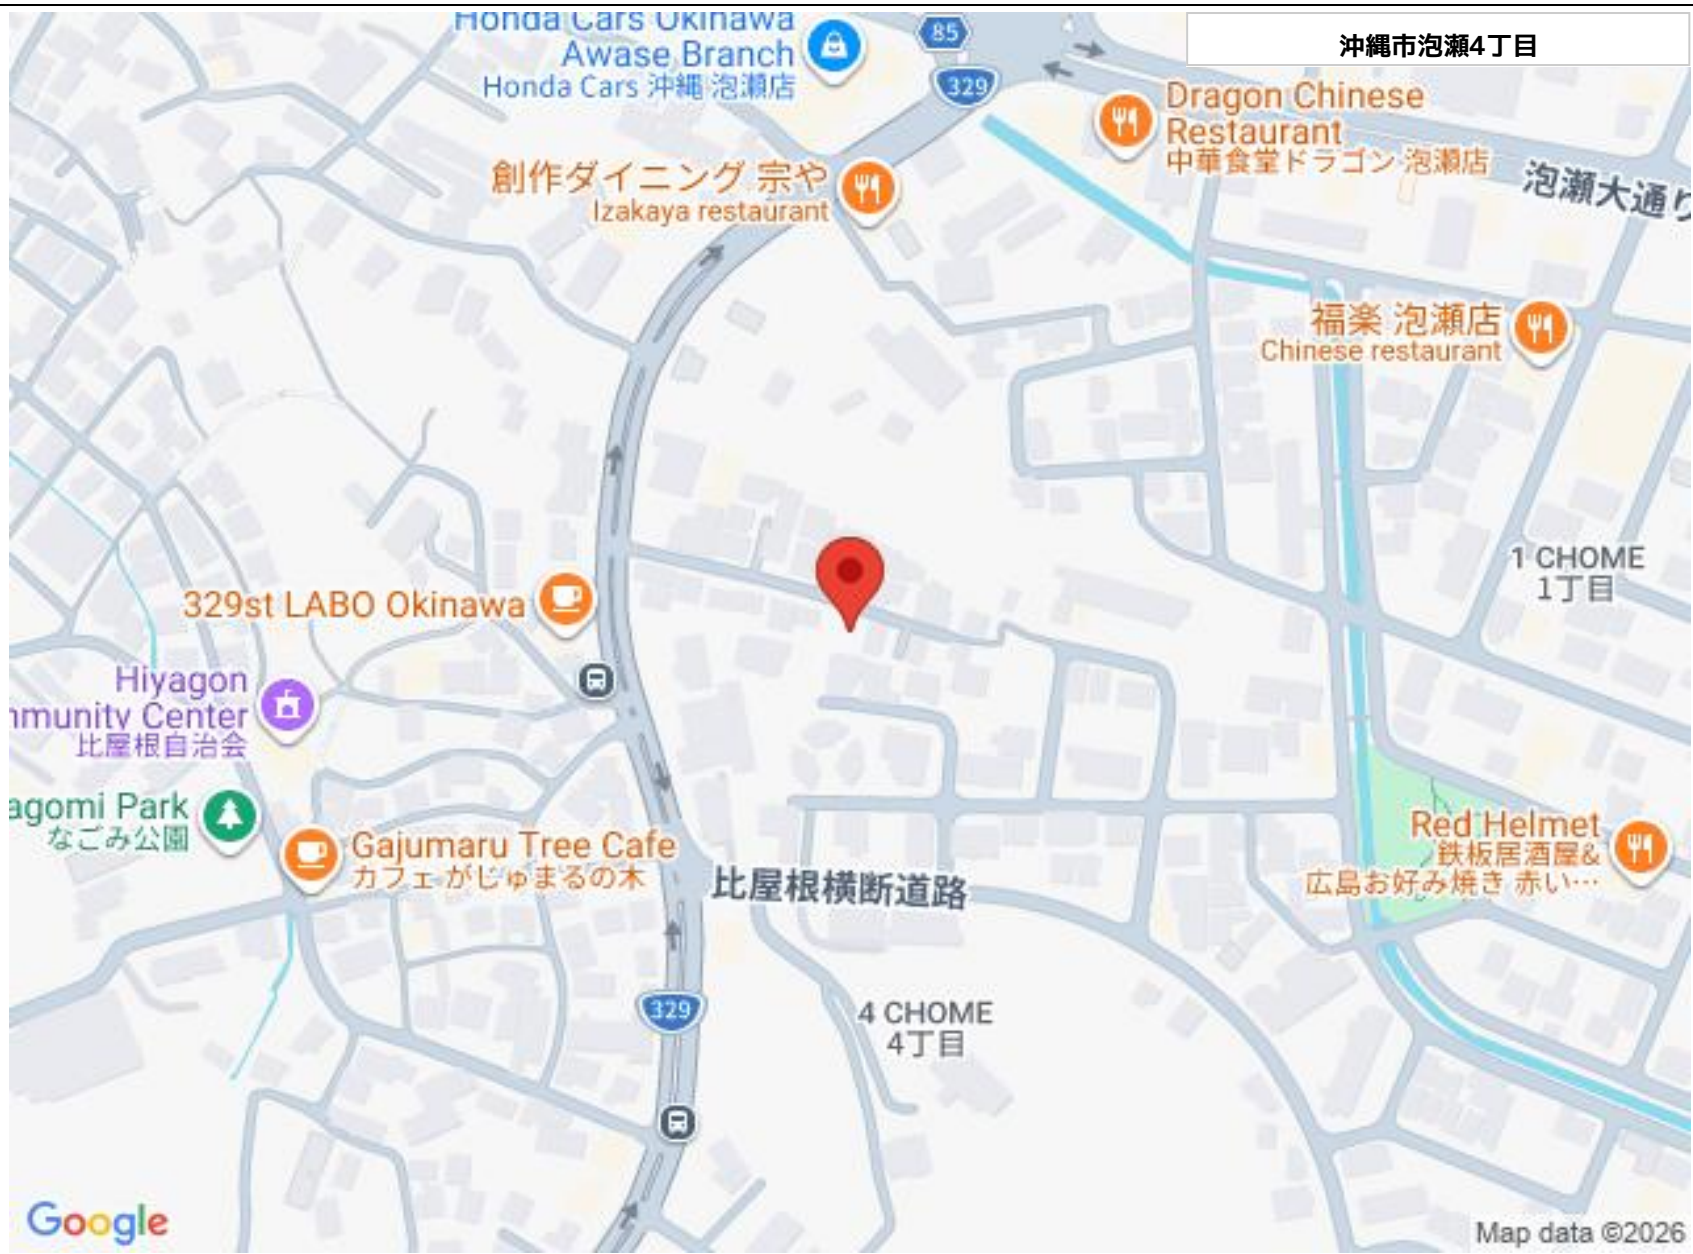 Honda Cars Okinawa
Awase Branch
Honda Cars 沖縄 泡瀬店
85
329
沖縄市泡瀬4丁目
Dragon Chinese
Restaurant
中華食堂ドラゴン 泡瀬店
泡瀬大通り
創作ダイニング 宗や
Izakaya restaurant
福楽 泡瀬店
Chinese restaurant
1 CHOME
1丁目
329st LABO Okinawa
Hiyagon
mmunity Center
比屋根自治会
agomi Park
なごみ公園
Gajumaru Tree Cafe
カフェ がじゅまるの木
比屋根横断道路
Red Helmet
鉄板居酒屋&
広島お好み焼き 赤い…
329
4 CHOME
4丁目
Google
Map data ©2026